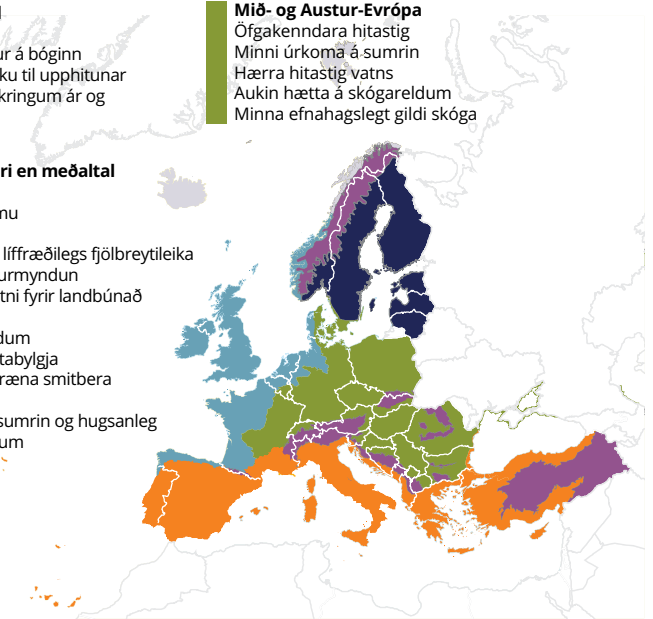 ur á bóginn
ku til upphitunar
kringum ár og
ri en meðaltal
mu
líffræðilegs fjölbreytileika
urmyndun
tni fyrir landbúnað
dum
tabylgja
ræna smitbera
sumrin og hugsanleg
um
Mið- og Austur-Evrópa
Öfgakenndara hitastig
Minni úrkoma á sumrin
Hærra hitastig vatns
Aukin hætta á skógareldum
Minna efnahagslegt gildi skóga